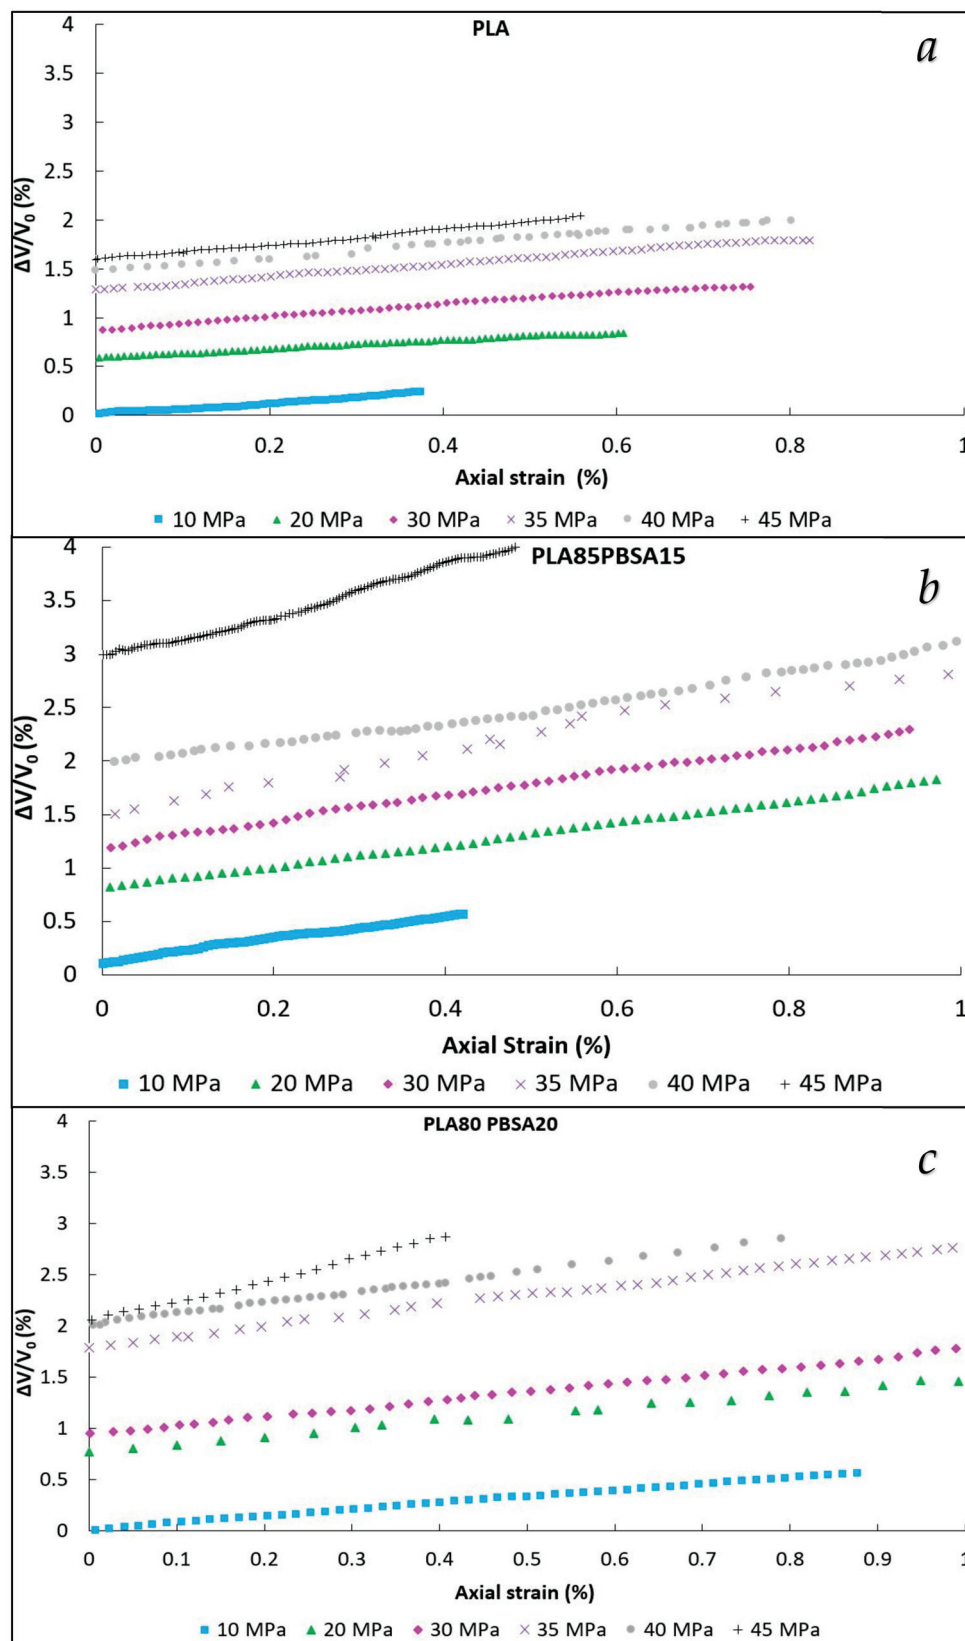 PLA
a
4
3.5
3
2.5
2
1.5
1
0.5
0
ΔV/V₀ (%)
0 0.2 0.4 0.6 0.8 1
Axial strain (%)
10 MPa 20 MPa 30 MPa 35 MPa 40 MPa 45 MPa
PLA85PBSA15
b
4
3.5
3
2.5
2
1.5
1
0.5
0
ΔV/V₀ (%)
0 0.2 0.4 0.6 0.8 1
Axial Strain (%)
10 MPa 20 MPa 30 MPa 35 MPa 40 MPa 45 MPa
PLA80 PBSA20
c
4
3.5
3
2.5
2
1.5
1
0.5
0
ΔV/V₀ (%)
0 0.1 0.2 0.3 0.4 0.5 0.6 0.7 0.8 0.9 1
Axial strain (%)
10 MPa 20 MPa 30 MPa 35 MPa 40 MPa 45 MPa